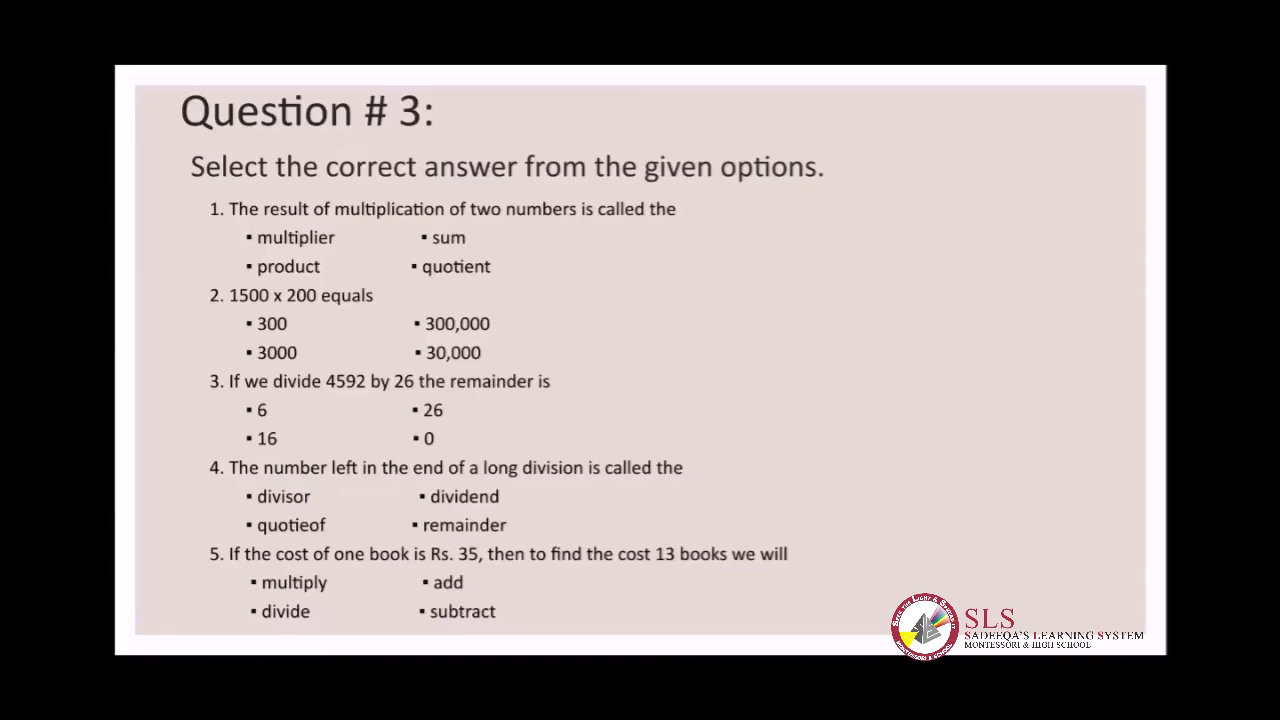 Question # 3:
Select the correct answer from the given options.
1. The result of multiplication of two numbers is called the
▪ multiplier ▪ sum
▪ product ▪ quotient
2. 1500 x 200 equals
▪ 300 ▪ 300,000
▪ 3000 ▪ 30,000
3. If we divide 4592 by 26 the remainder is
▪ 6 ▪ 26
▪ 16 ▪ 0
4. The number left in the end of a long division is called the
▪ divisor ▪ dividend
▪ quotieof ▪ remainder
5. If the cost of one book is Rs. 35, then to find the cost 13 books we will
▪ multiply ▪ add
▪ divide ▪ subtract
SLS
SADEEQA'S LEARNING SYSTEM
MONTESSORI & HIGH SCHOOL